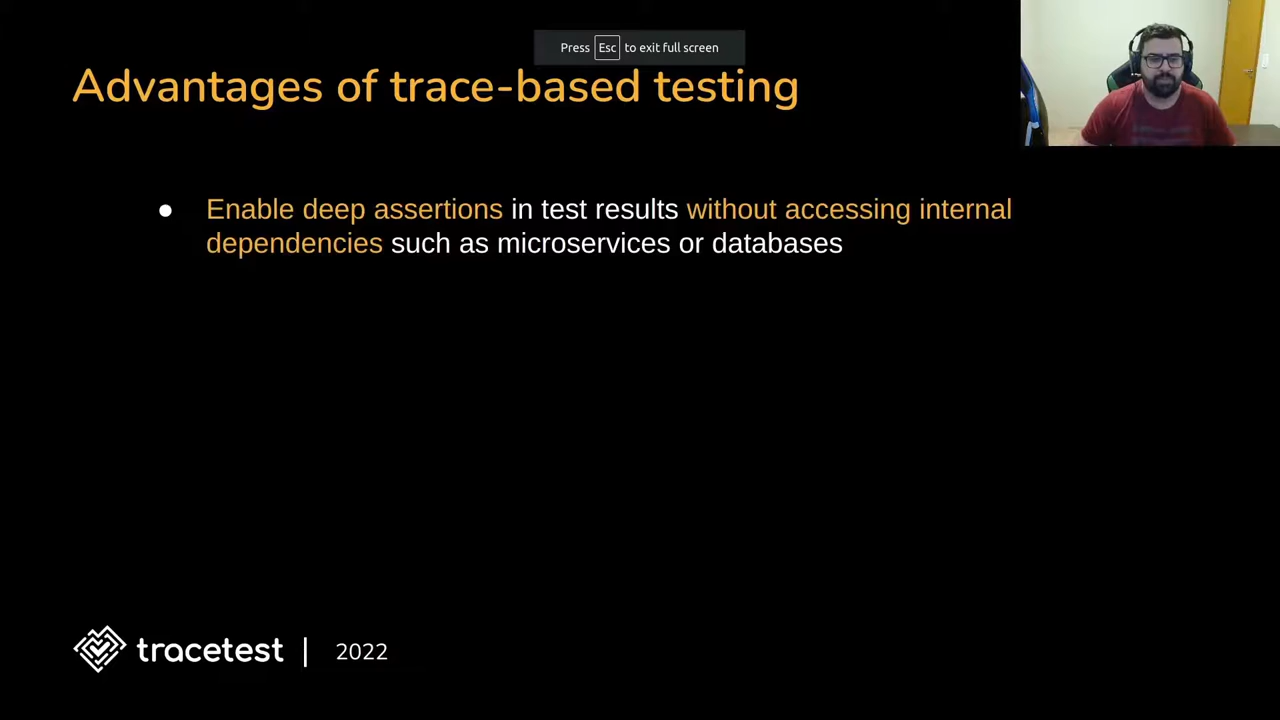 Press Esc to exit full screen
Advantages of trace-based testing
● Enable deep assertions in test results without accessing internal
dependencies such as microservices or databases
tracetest | 2022